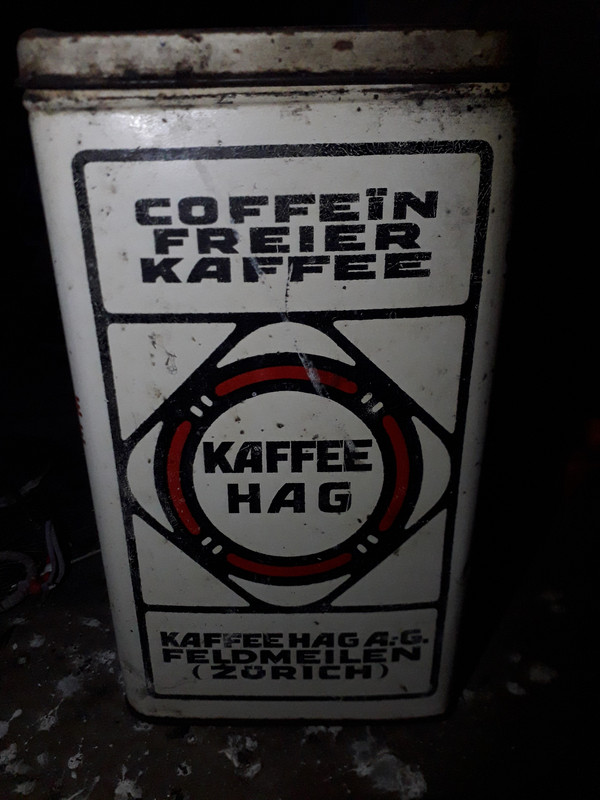 COFFEÏN
FREIER
KAFFEE
KAFFEE
HAG
KAFFEE HAG A.-G.
FELDMEILEN
(ZÜRICH)